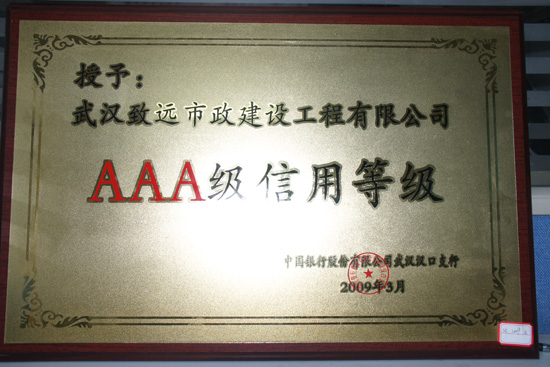 授予：
武汉致远市政建设工程有限公司
AAA级信用等级
中国银行股份有限公司武汉汉口支行
2009年3月